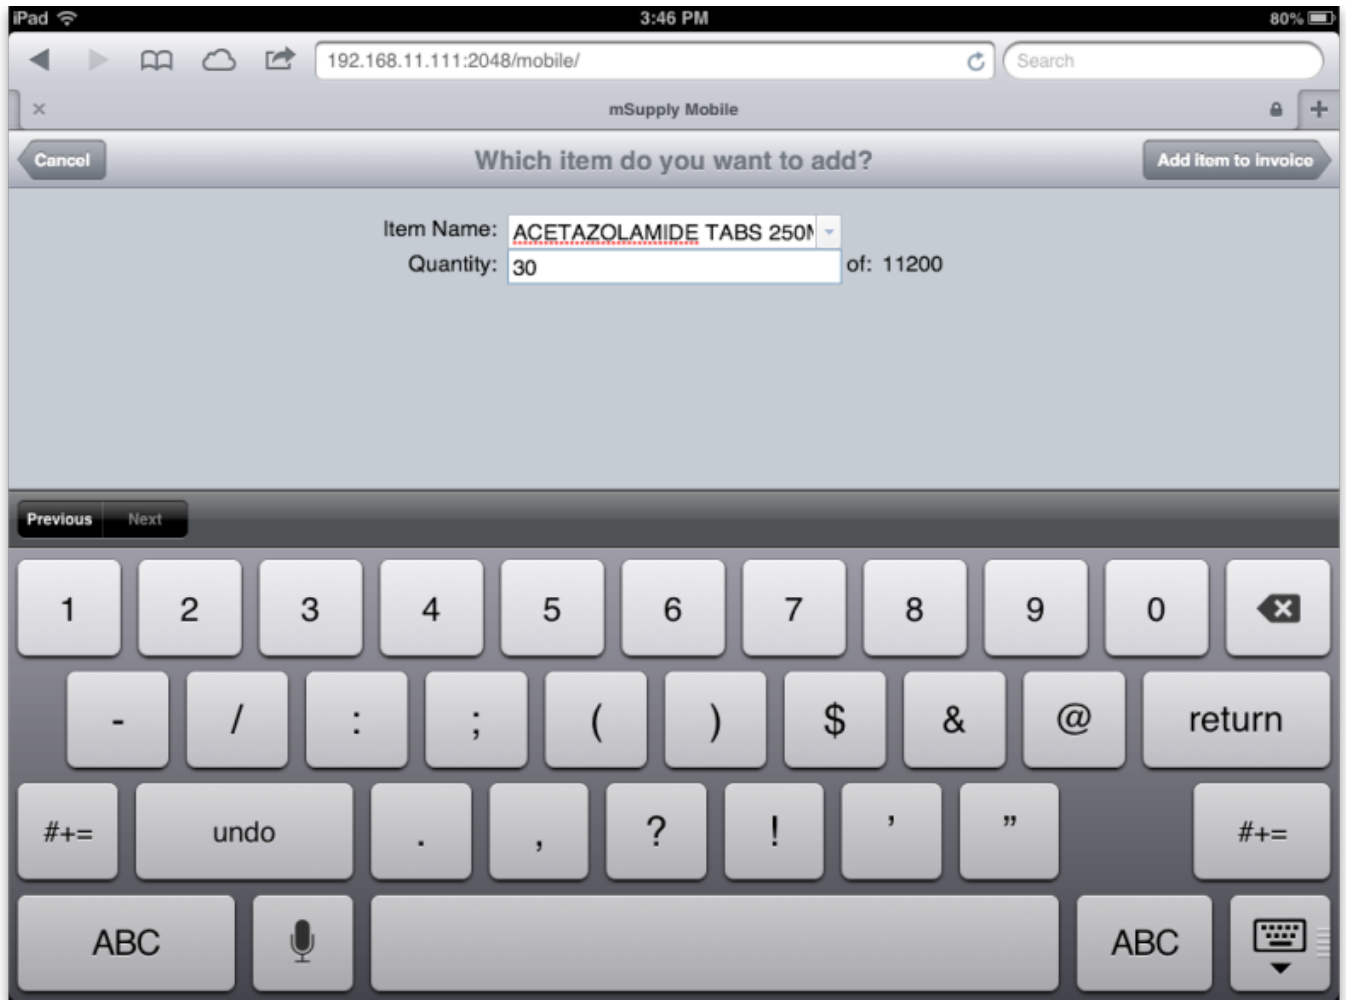 iPad 3:46 PM 80%
192.168.11.111:2048/mobile/ Search
mSupply Mobile
Cancel Which item do you want to add? Add item to invoice
Item Name: ACETAZOLAMIDE TABS 250
Quantity: 30 of: 11200
Previous Next
1 2 3 4 5 6 7 8 9 0
- / : ; ( ) $ & @ return
#+= undo . , ? ! ’ ” #+=
ABC ABC